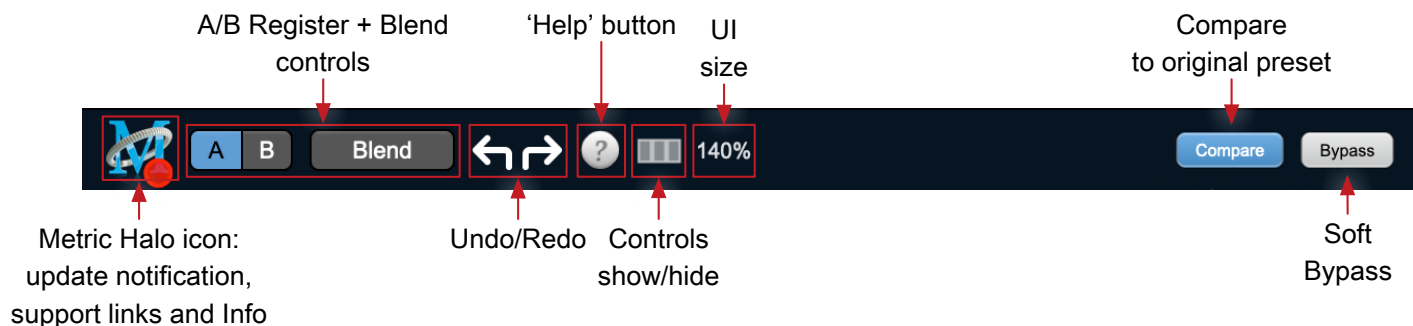 A/B Register + Blend
controls
‘Help’ button
UI
size
Compare
to original preset
M
A
B
Blend
?
140%
Compare
Bypass
Metric Halo icon:
update notification,
support links and Info
Undo/Redo
Controls
show/hide
Soft
Bypass